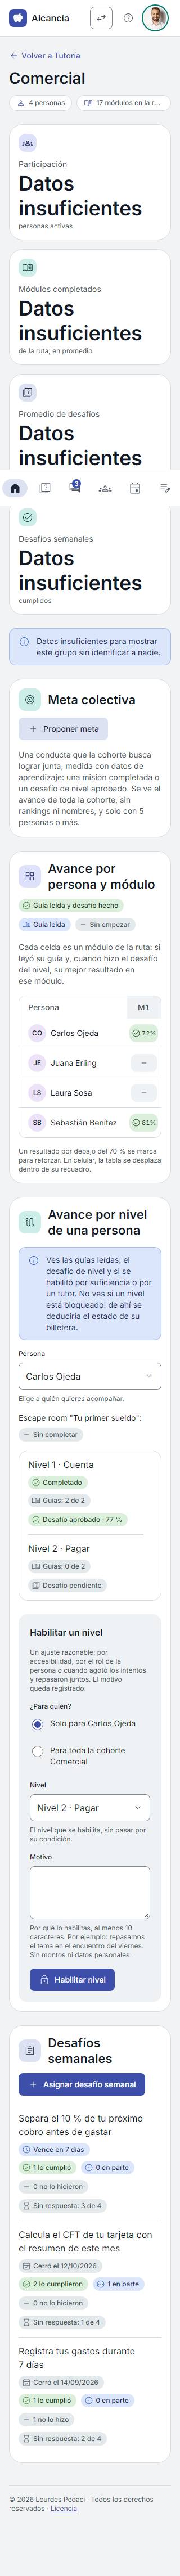 Alcancía
← Volver a Tutoría
Comercial
4 personas
17 módulos en la r...
Participación
Datos
insuficientes
personas activas
Módulos completados
Datos
insuficientes
de la ruta, en promedio
Promedio de desafíos
Datos
insuficientes
3
Desafíos semanales
Datos
insuficientes
cumplidos
Datos insuficientes para mostrar
este grupo sin identificar a nadie.
Meta colectiva
+ Proponer meta
Una conducta que la cohorte busca
lograr junta, medida con datos de
aprendizaje: una misión completada o
un desafío de nivel aprobado. Se ve el
avance de toda la cohorte, sin
rankings ni nombres, y solo con 5
personas o más.
Avance por
persona y módulo
Guía leída y desafío hecho
Guía leída
— Sin empezar
Cada celda es un módulo de la ruta: si
leyó su guía y, cuando hizo el desafío
del nivel, su mejor resultado en
ese módulo.
Persona
M1
CO
Carlos Ojeda
72%
JE
Juana Erling
—
LS
Laura Sosa
—
SB
Sebastián Benítez
81%
Un resultado por debajo del 70 % se marca
para reforzar. En celular, la tabla se desplaza
dentro de su recuadro.
Avance por nivel
de una persona
Ves las guías leídas, el
desafío de nivel y si se
habilitó por suficiencia o por
un tutor. No ves si un nivel
está bloqueado: de ahí se
deduciría el estado de su
billetera.
Persona
Carlos Ojeda
Elige a quién quieres acompañar.
Escape room "Tu primer sueldo":
— Sin completar
Nivel 1 · Cuenta
Completado
Guías: 2 de 2
Desafío aprobado · 77 %
Nivel 2 · Pagar
Guías: 0 de 2
Desafío pendiente
Habilitar un nivel
Un ajuste razonable: por
accesibilidad, por el rol de la
persona o cuando agotó los intentos
y repasaron juntos. El motivo
queda registrado.
¿Para quién?
Solo para Carlos Ojeda
Para toda la cohorte
Comercial
Nivel
Nivel 2 · Pagar
El nivel que se habilita, sin pasar por
su condición.
Motivo
Por qué lo habilitas, al menos 10
caracteres. Por ejemplo: repasamos
el tema en el encuentro del viernes.
Sin montos ni datos personales.
Habilitar nivel
Desafíos
semanales
+ Asignar desafío semanal
Separa el 10 % de tu próximo
cobro antes de gastar
Vence en 7 días
1 lo cumplió
0 en parte
— 0 no lo hicieron
Sin respuesta: 3 de 4
Calcula el CFT de tu tarjeta con
el resumen de este mes
Cerró el 12/10/2026
2 lo cumplieron
1 en parte
— 0 no lo hicieron
Sin respuesta: 1 de 4
Registra tus gastos durante
7 días
Cerró el 14/09/2026
1 lo cumplió
0 en parte
— 1 no lo hizo
Sin respuesta: 2 de 4
© 2026 Lourdes Pedaci · Todos los derechos
reservados · Licencia